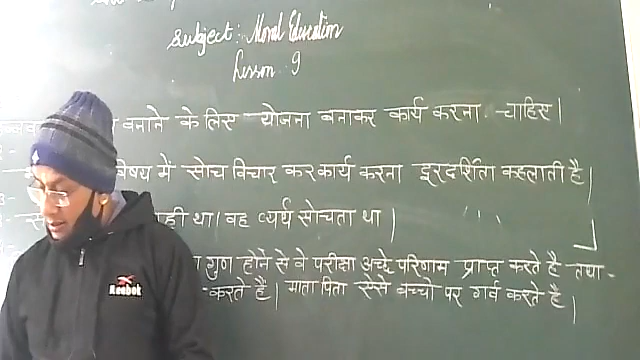 Subject: Moral Education
Lesson 9
बनाने के लिए योजना बनाकर कार्य करना चाहिए|
विषय में सोच विचार कर कार्य करना दूरदर्शिता कहलाती है|
था। वह व्यर्थ सोचता था |
गुण होने से वे परीक्षा अच्छे परिणाम प्राप्त करते है तथा -
करते है| माता पिता ऐसे बच्चो पर गर्व करते है|
Reebok